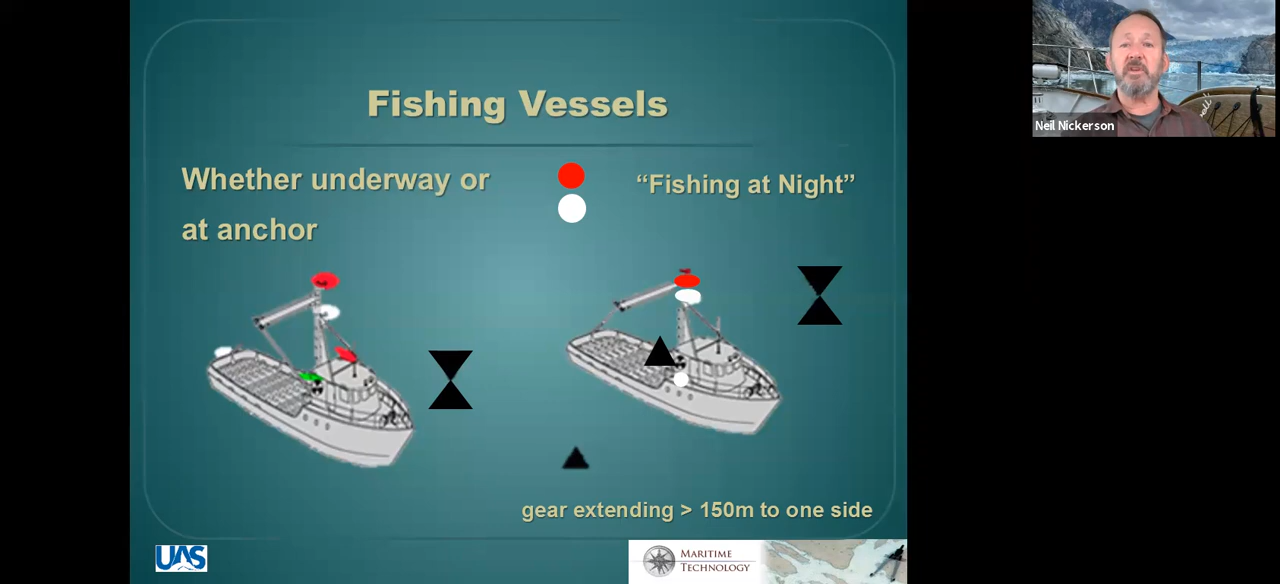 Fishing Vessels
Whether underway or
at anchor
“Fishing at Night”
gear extending > 150m to one side
UAS
MARITIME
TECHNOLOGY
Neil Nickerson